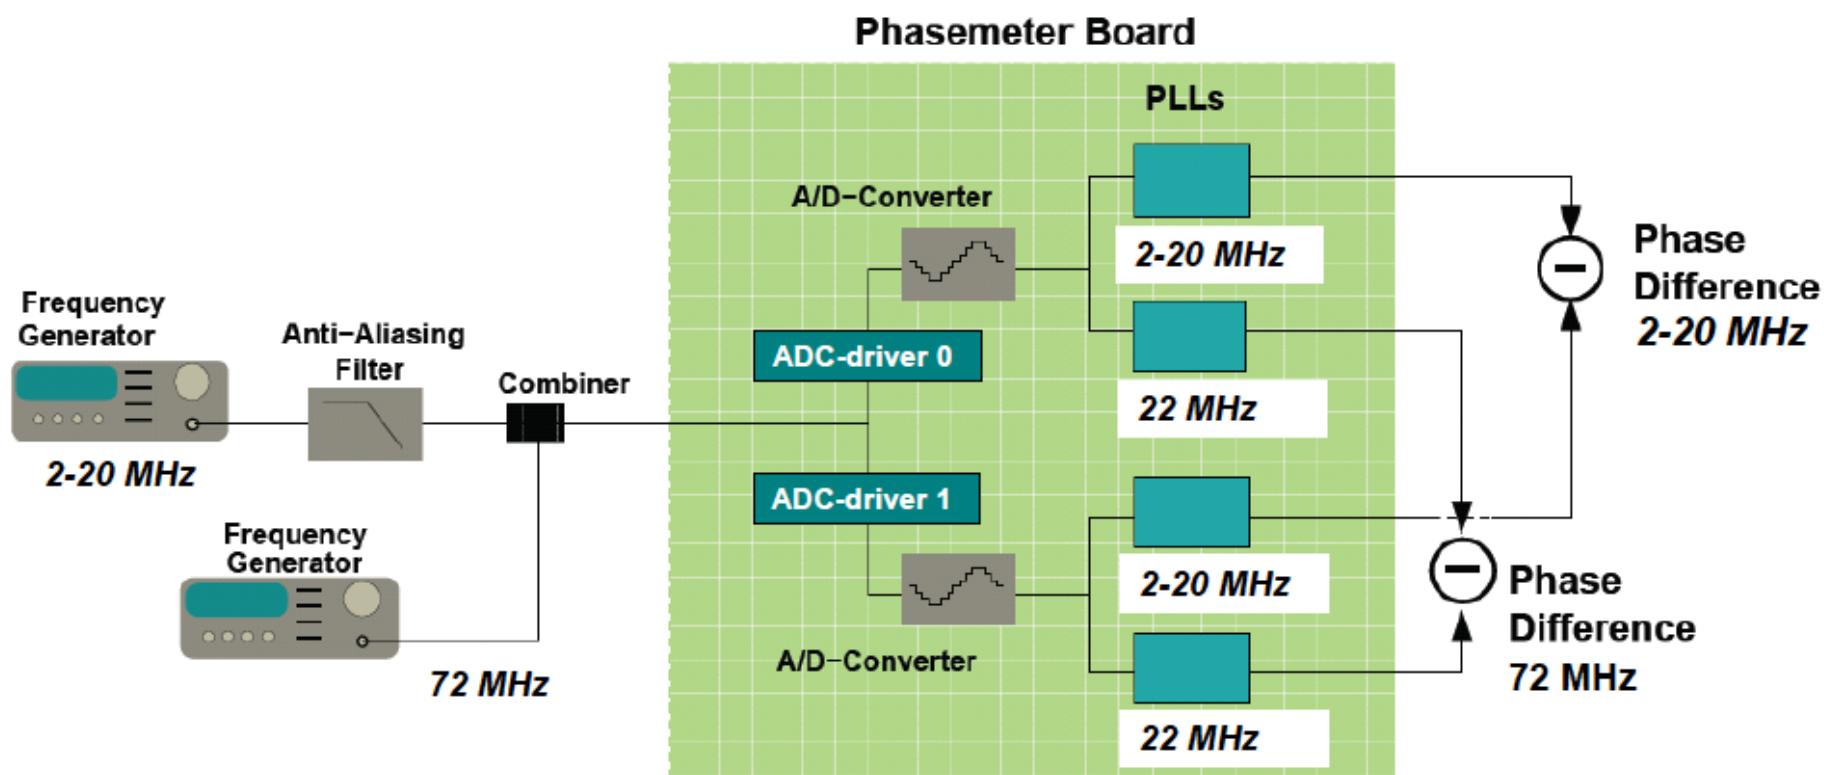 Phasemeter Board
PLLs
A/D−Converter
2-20 MHz
Phase
Difference
2-20 MHz
Frequency
Generator
Anti−Aliasing
Filter
Combiner
ADC-driver 0
22 MHz
2-20 MHz
ADC-driver 1
Frequency
Generator
72 MHz
A/D−Converter
2-20 MHz
Phase
Difference
72 MHz
22 MHz